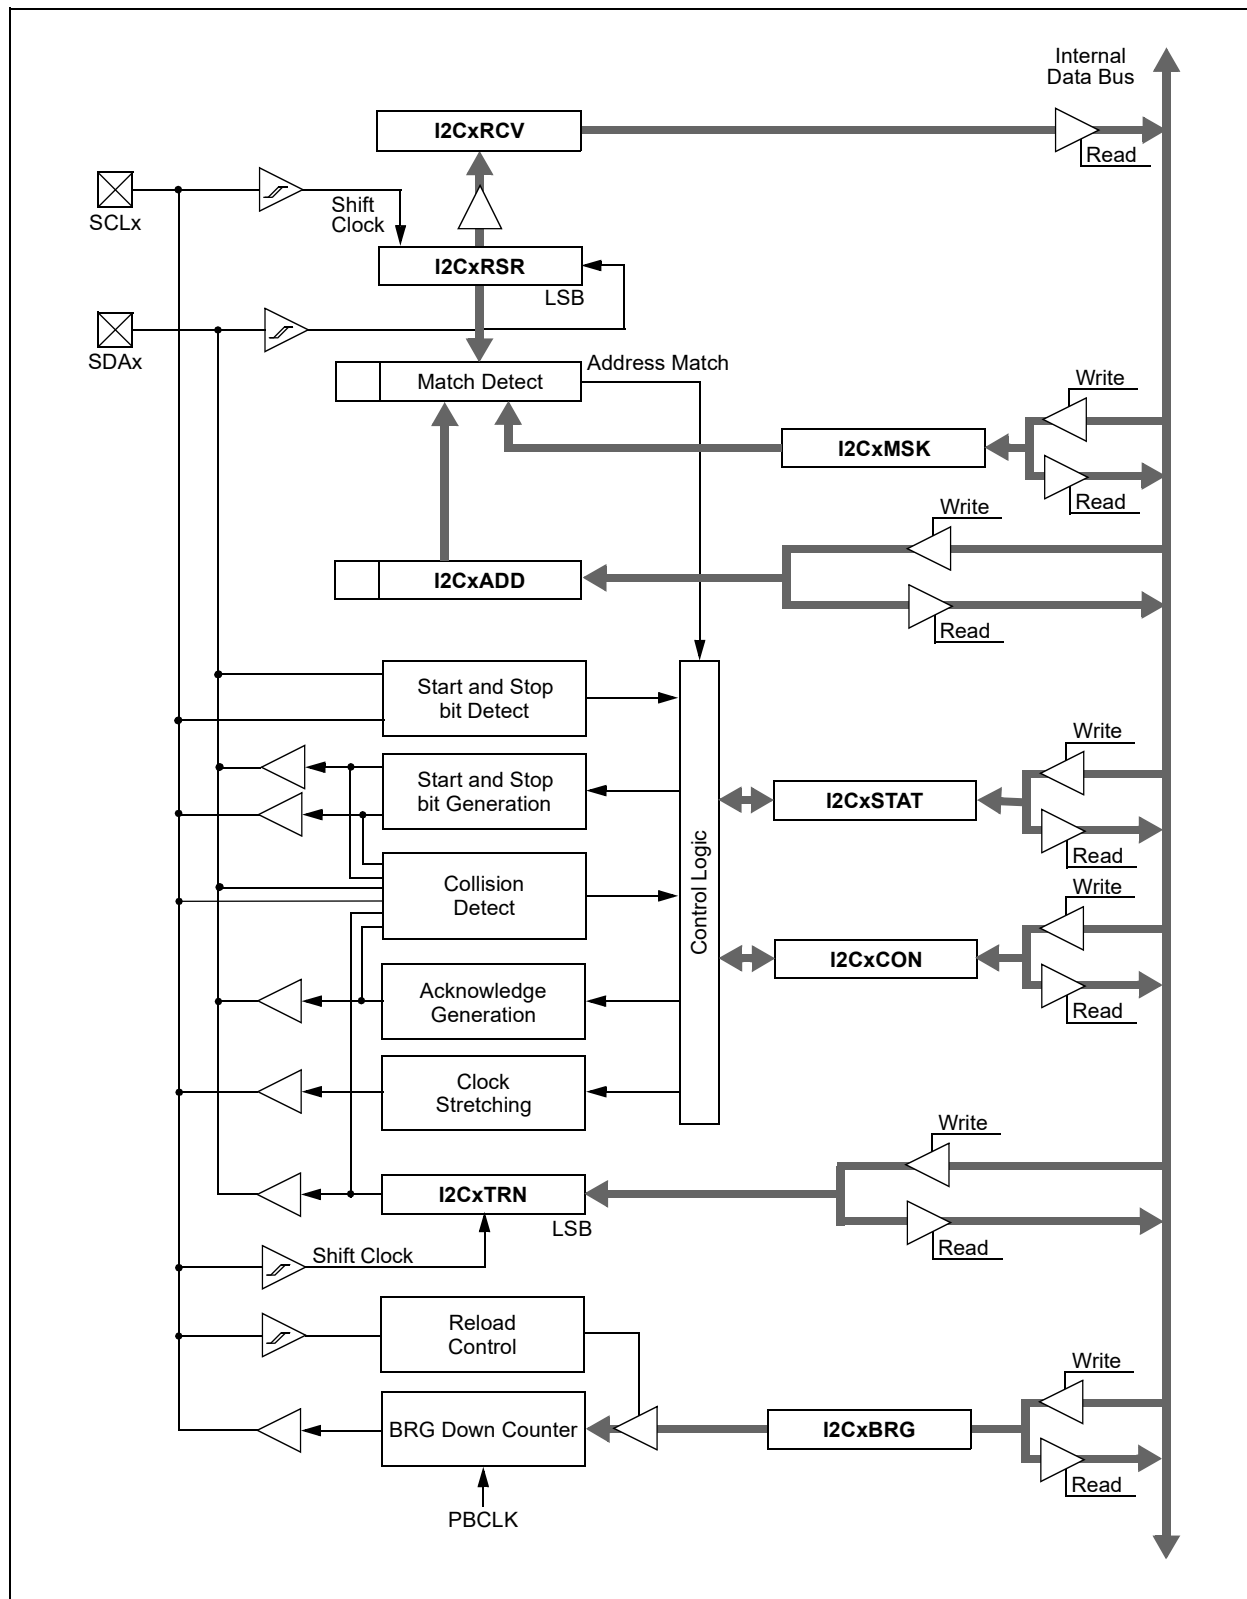 Internal
Data Bus
I2CxRCV
Read
SCLx
Shift
Clock
I2CxRSR
LSB
SDAx
Match Detect
Address Match
Write
I2CxMSK
Read
Write
I2CxADD
Read
Start and Stop
bit Detect
Start and Stop
bit Generation
Write
I2CxSTAT
Read
Collision
Detect
Control Logic
Write
I2CxCON
Read
Acknowledge
Generation
Clock
Stretching
Write
I2CxTRN
LSB
Read
Shift Clock
Reload
Control
Write
BRG Down Counter
I2CxBRG
Read
PBCLK